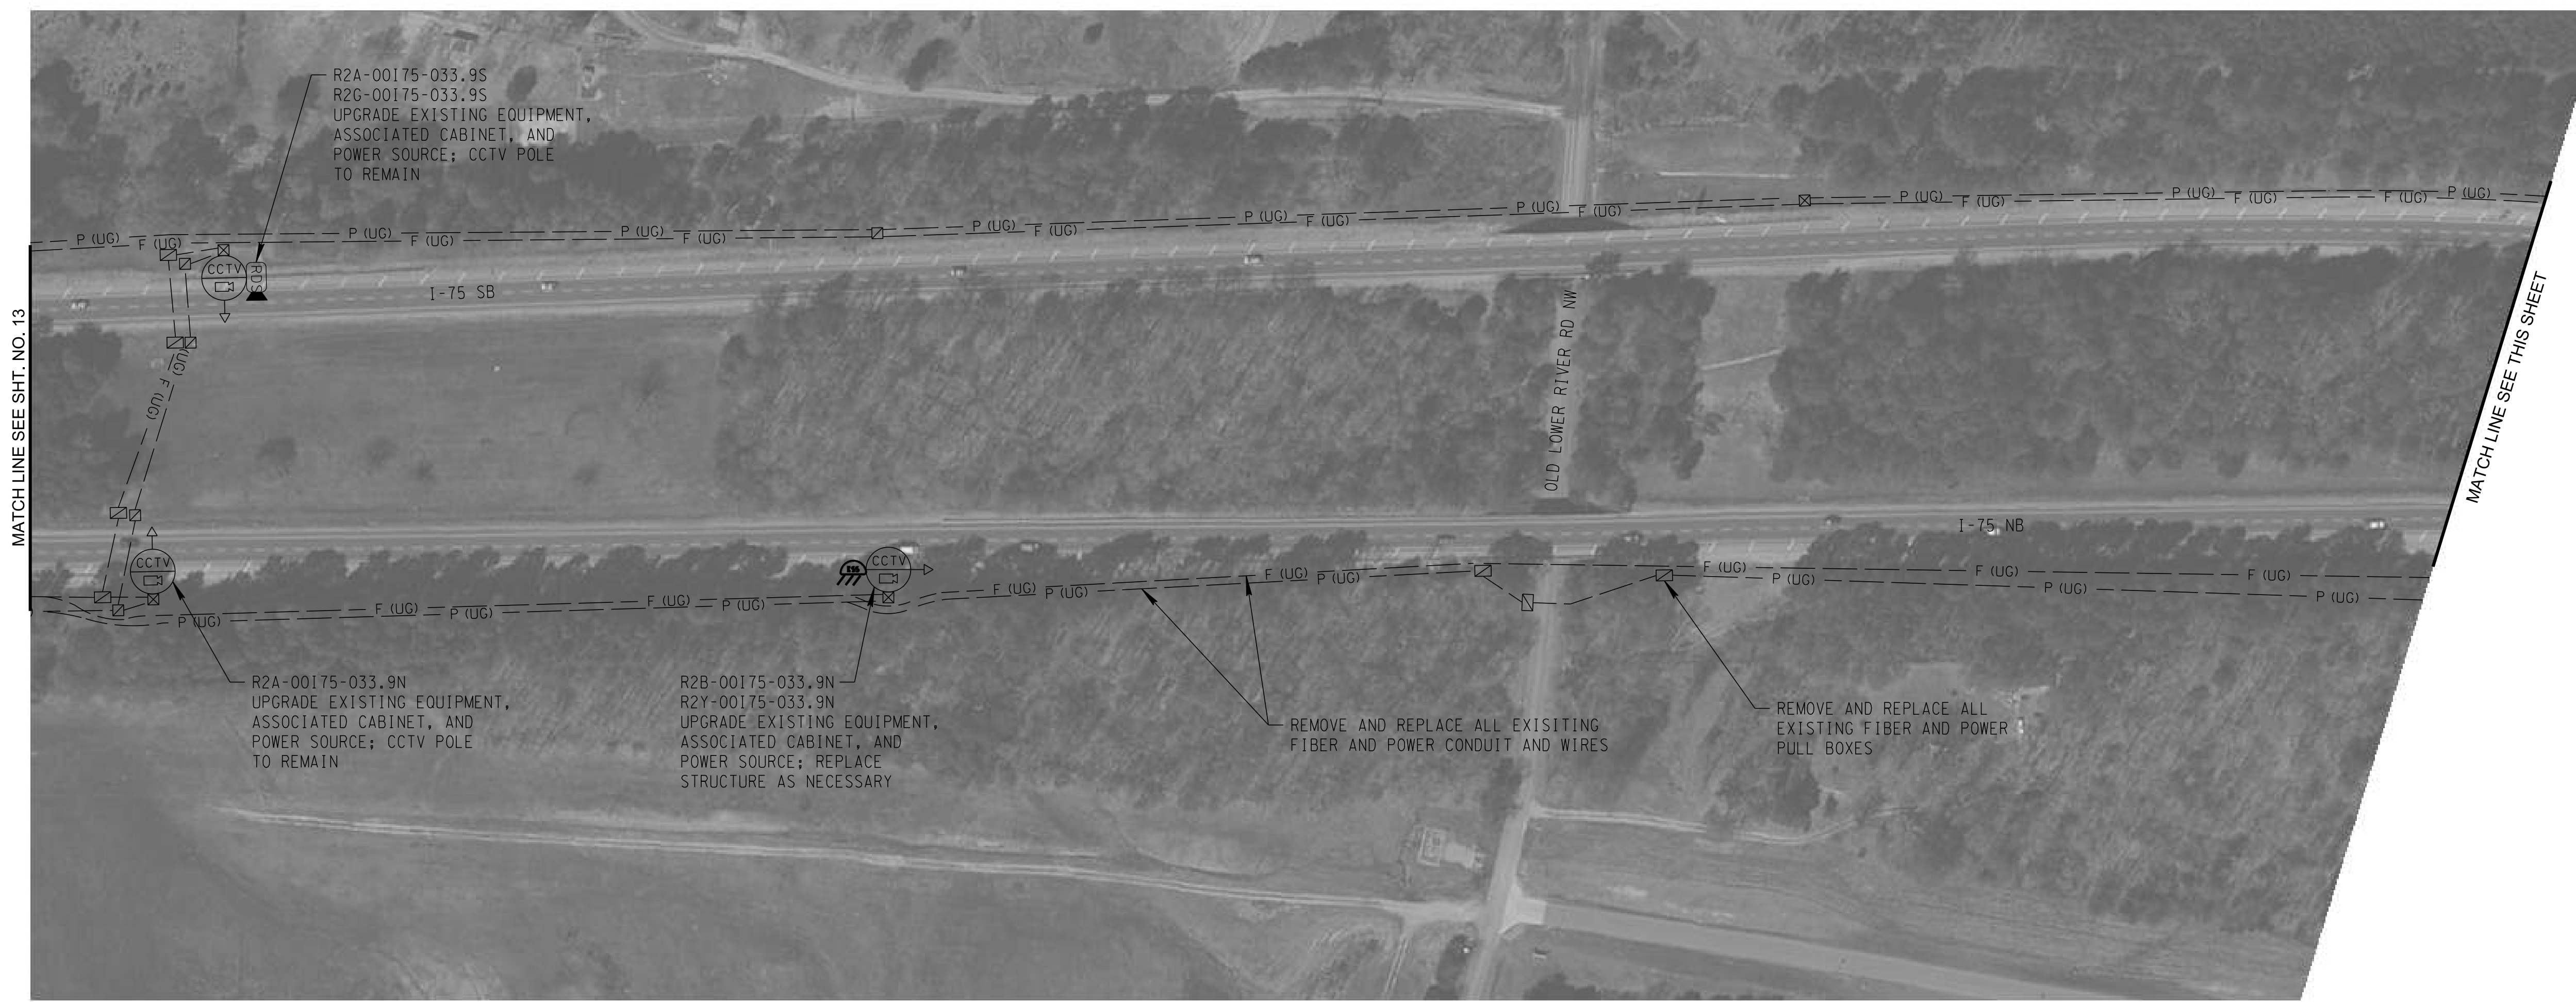 R2A-00I75-033.9S
R2G-00I75-033.9S
UPGRADE EXISTING EQUIPMENT,
ASSOCIATED CABINET, AND
POWER SOURCE; CCTV POLE
TO REMAIN
P (UG) P (UG) P (UG) P (UG) P (UG) P (UG) P (UG) P (UG) P (UG)
F (UG) F (UG) F (UG) F (UG) F (UG) F (UG) F (UG) F (UG)
CCTV
RDS
I-75 SB
MATCH LINE SEE SHT. NO. 13
(UG) F (UG)
OLD LOWER RIVER RD NW
MATCH LINE SEE THIS SHEET
I-75 NB
CCTV
CCTV
F (UG) F (UG) F (UG) F (UG) F (UG) F (UG) F (UG)
P (UG) P (UG) P (UG) P (UG) P (UG) P (UG) P (UG) P (UG)
R2A-00I75-033.9N
UPGRADE EXISTING EQUIPMENT,
ASSOCIATED CABINET, AND
POWER SOURCE; CCTV POLE
TO REMAIN
R2B-00I75-033.9N
R2Y-00I75-033.9N
UPGRADE EXISTING EQUIPMENT,
ASSOCIATED CABINET, AND
POWER SOURCE; REPLACE
STRUCTURE AS NECESSARY
REMOVE AND REPLACE ALL EXISITING
FIBER AND POWER CONDUIT AND WIRES
REMOVE AND REPLACE ALL
EXISTING FIBER AND POWER
PULL BOXES